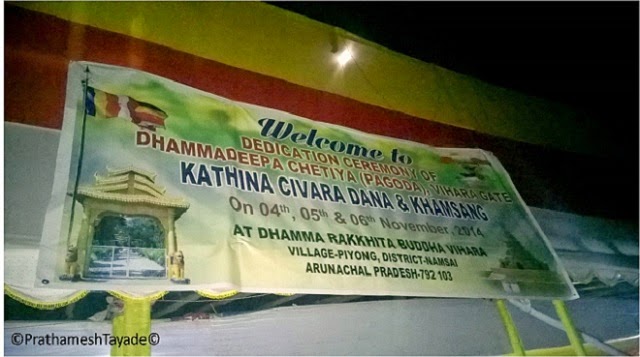 Welcome to
DEDICATION CEREMONY OF
DHAMMADEEPA CHETIYA (PAGODA), VIHARA GATE
KATHINA CIVARA DANA & KHAMSANG
On 04th, 05th & 06th November, 2014
AT DHAMMA RAKKHITA BUDDHA VIHARA
VILLAGE-PIYONG, DISTRICT-NAMSAI
ARUNACHAL PRADESH-792 103
©PrathameshTayade©